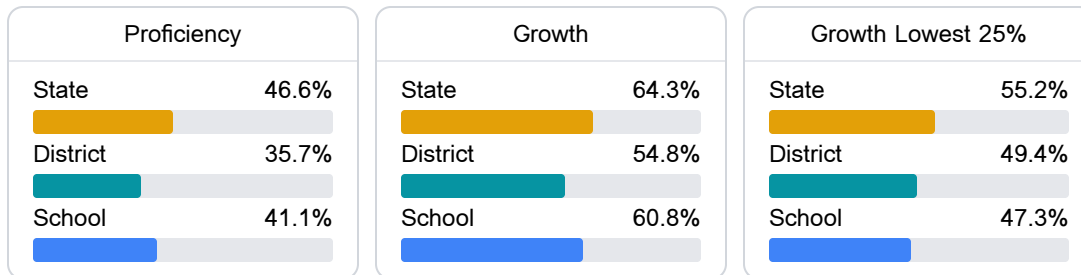 Proficiency
State 46.6%
District 35.7%
School 41.1%
Growth
State 64.3%
District 54.8%
School 60.8%
Growth Lowest 25%
State 55.2%
District 49.4%
School 47.3%